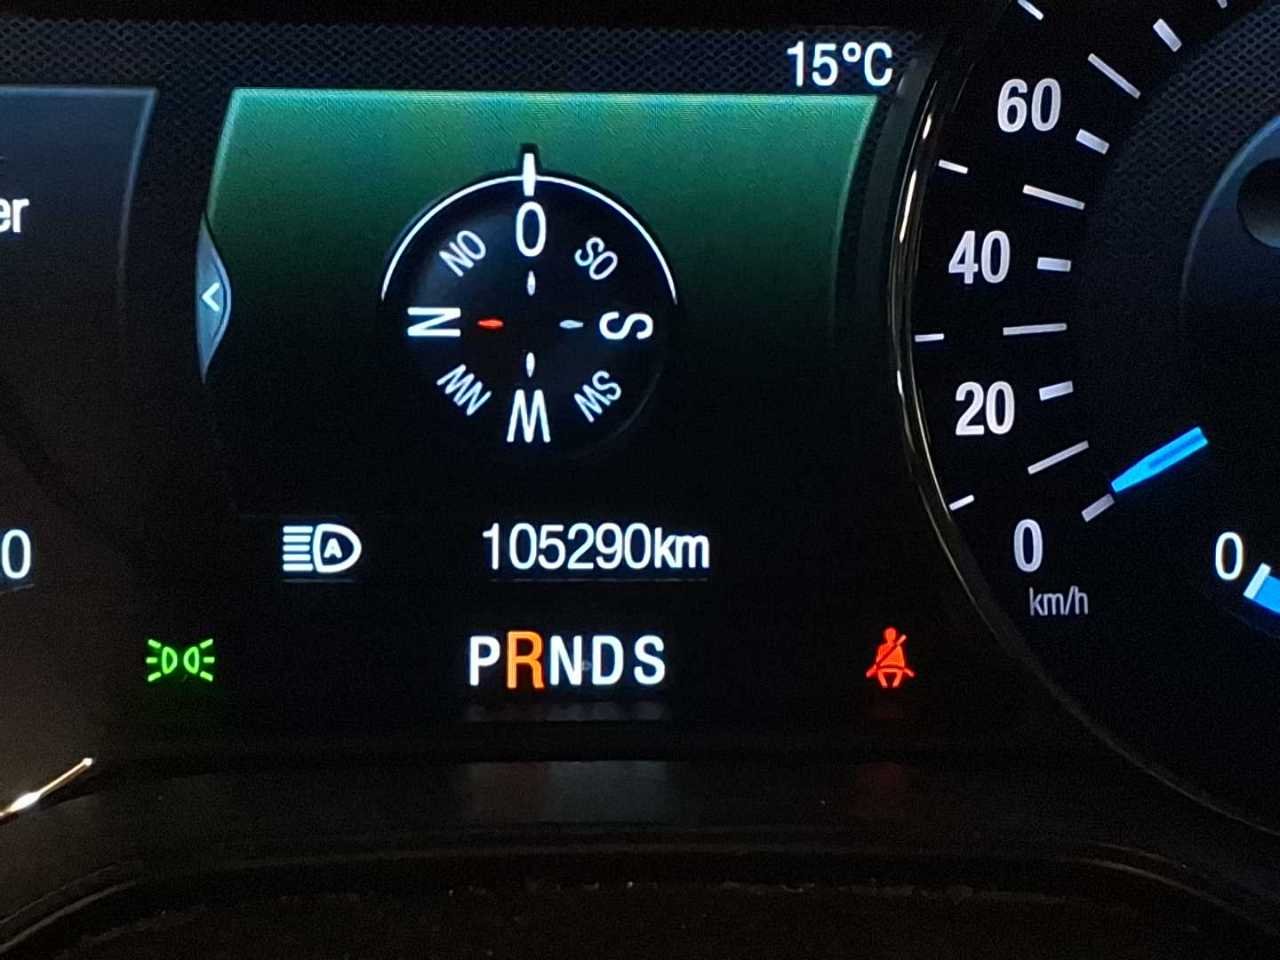 15°C
er
O
NO
SO
N
S
NW
SW
W
60
40
20
0
km/h
0
0
A
105290km
PRNDS